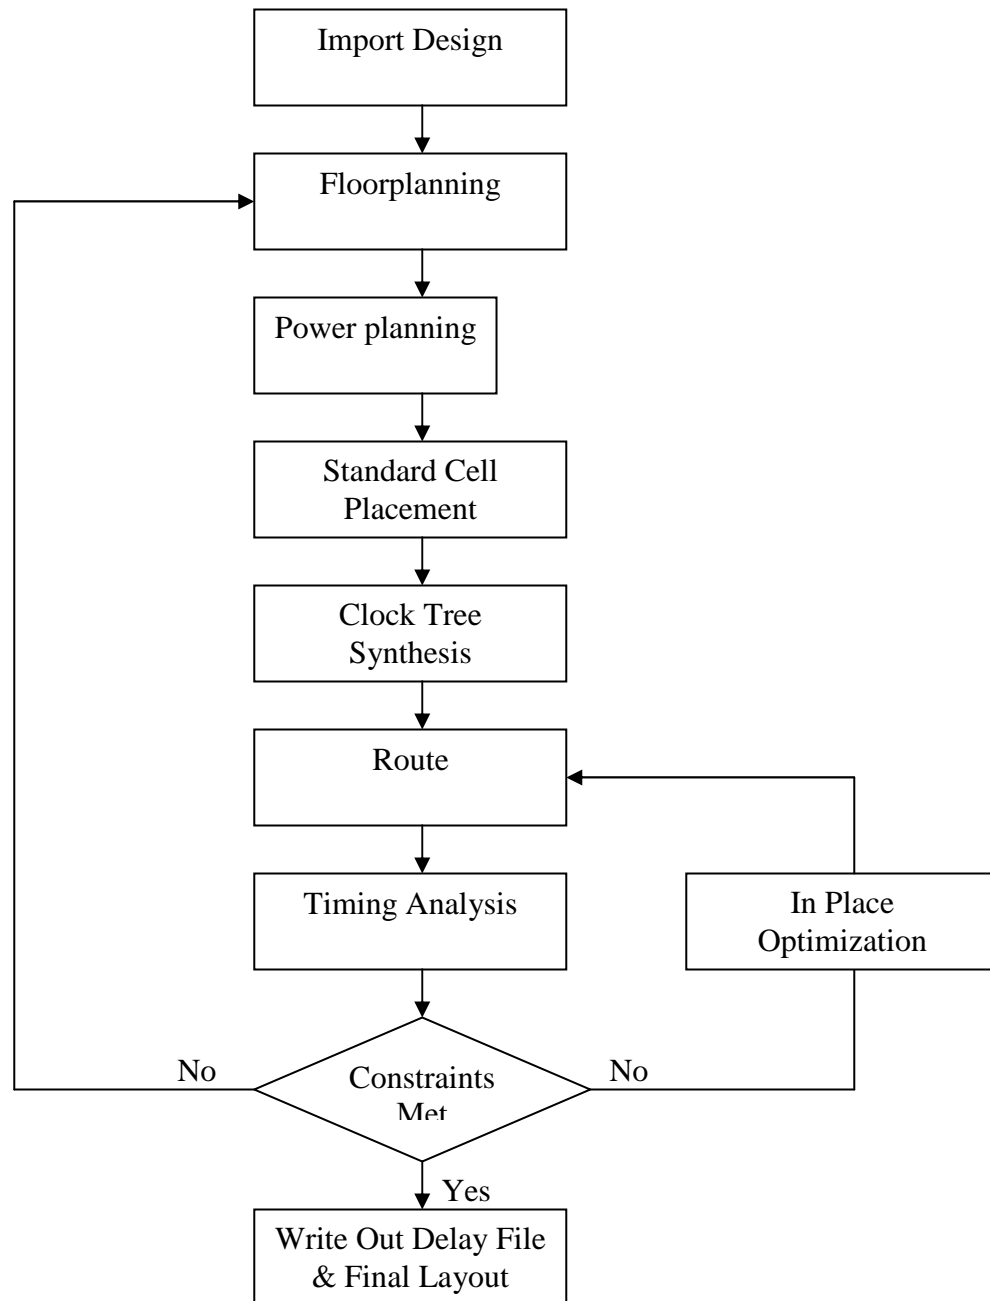 Import Design
Floorplanning
Power planning
Standard Cell
Placement
Clock Tree
Synthesis
Route
Timing Analysis
In Place
Optimization
No
Constraints
Met
No
Yes
Write Out Delay File
& Final Layout